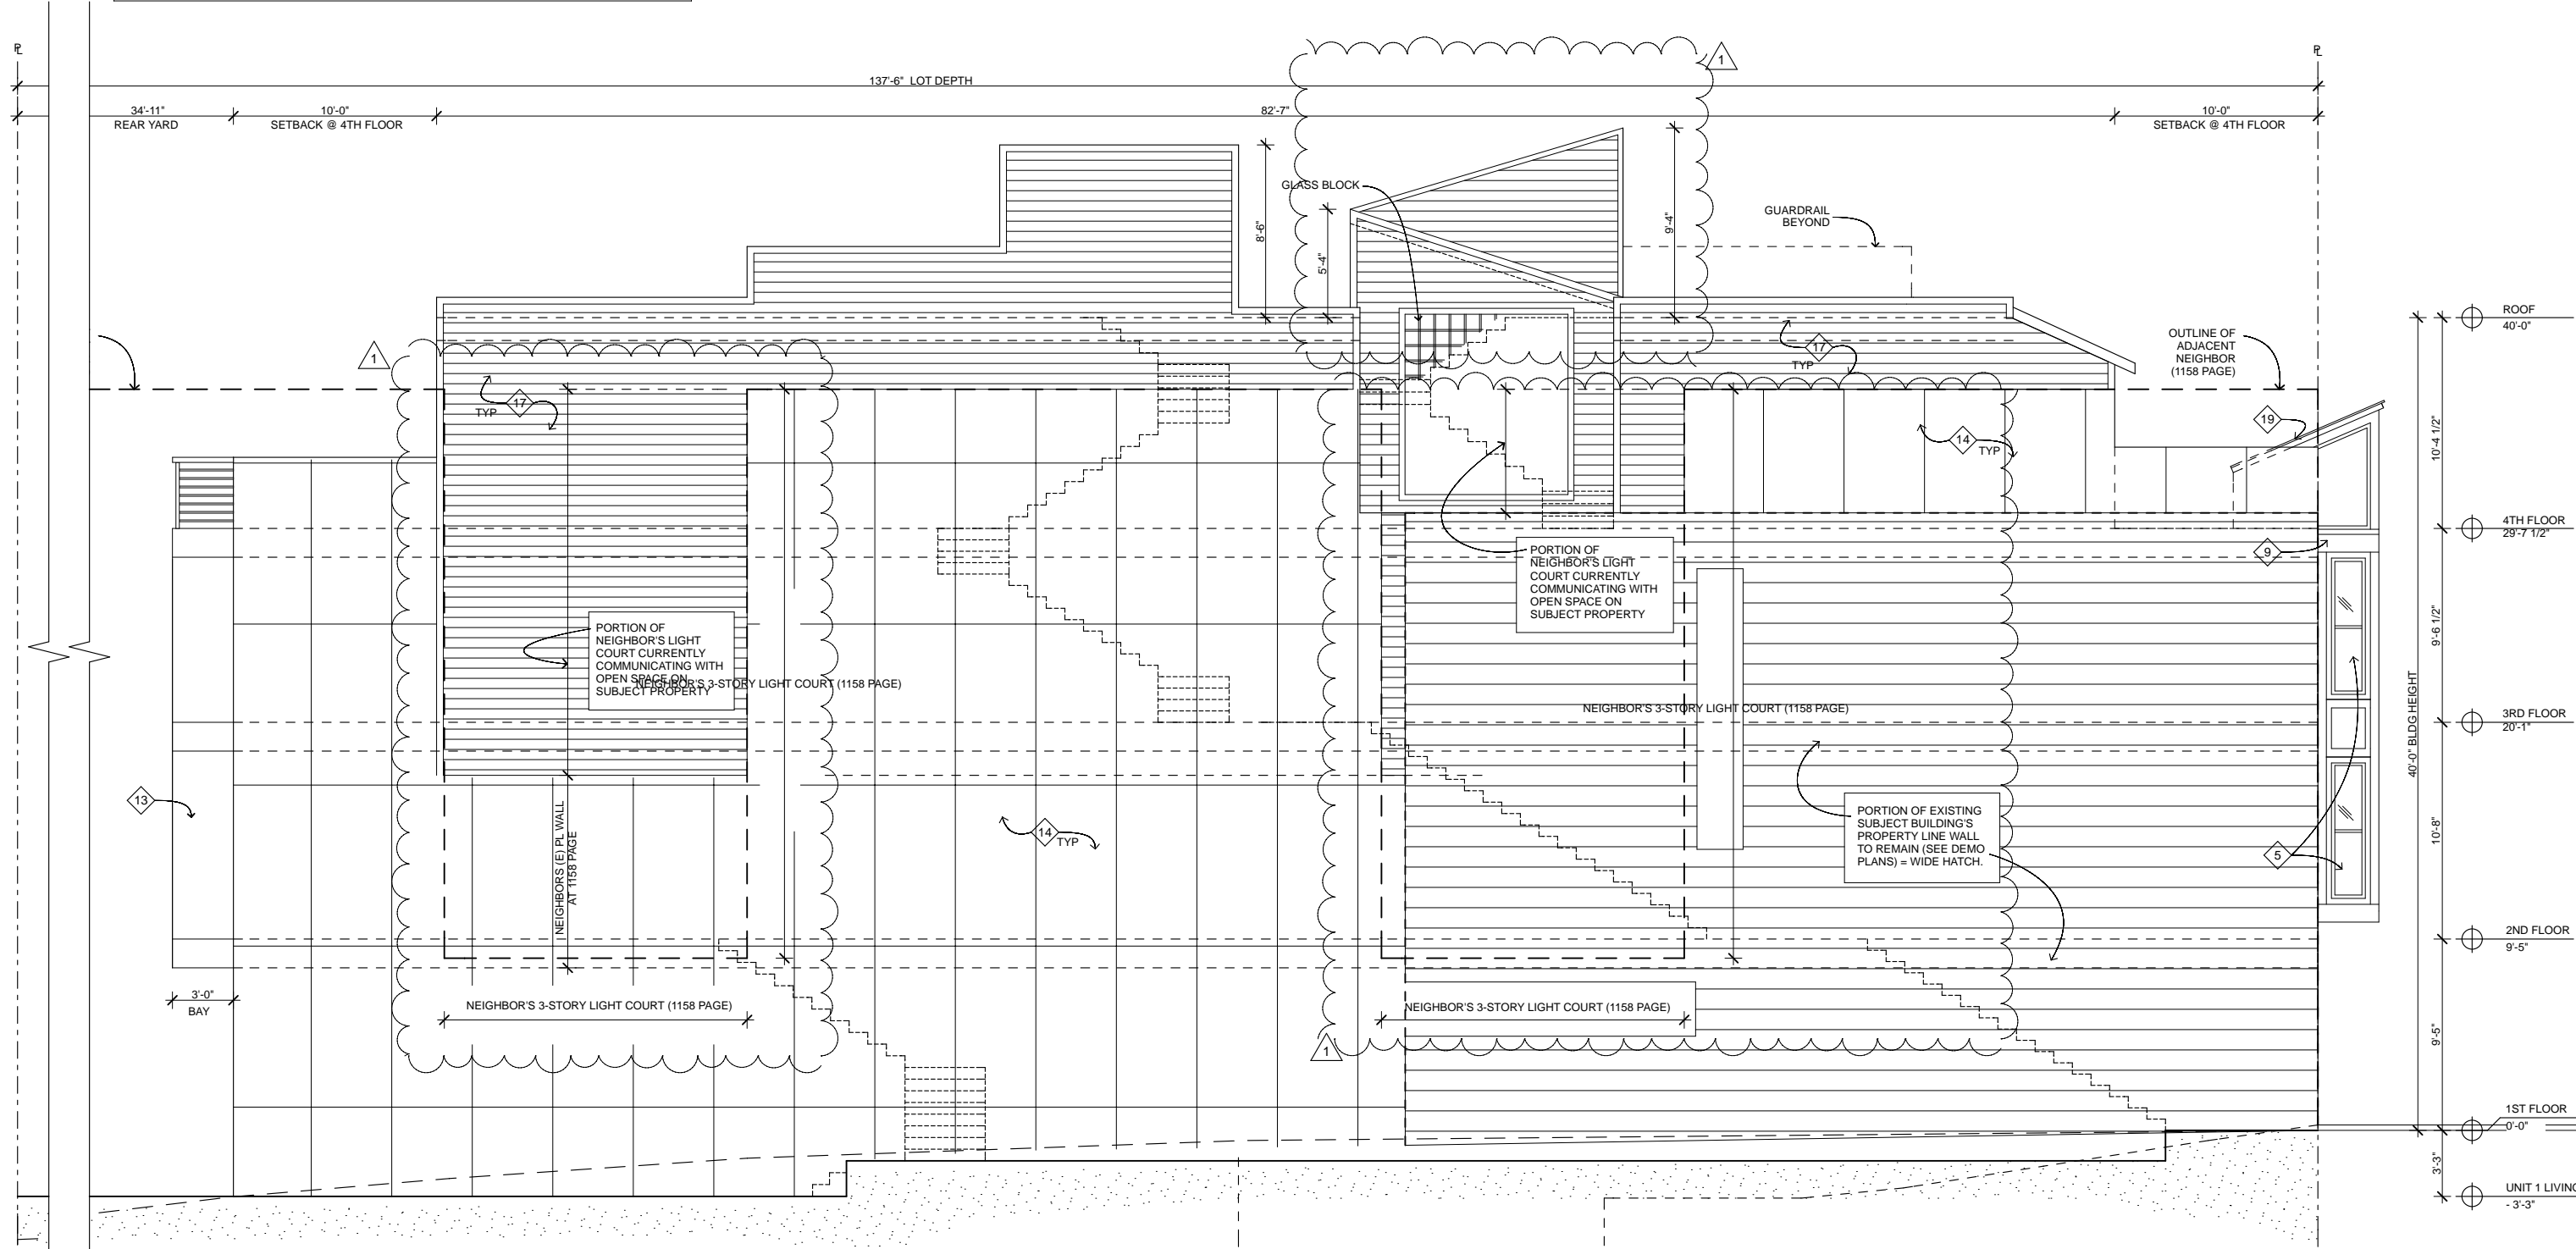 PL
PL
1
137'-6" LOT DEPTH
34'-11"
REAR YARD
10'-0"
SETBACK @ 4TH FLOOR
82'-7"
10'-0"
SETBACK @ 4TH FLOOR
GLASS BLOCK
8'-6"
5'-4"
9'-4"
GUARDRAIL
BEYOND
ROOF
40'-0"
OUTLINE OF
ADJACENT
NEIGHBOR
(1158 PAGE)
1
17
TYP
17
TYP
19
14
TYP
10'-4 1/2"
4TH FLOOR
29'-7 1/2"
9
PORTION OF
NEIGHBOR'S LIGHT
COURT CURRENTLY
COMMUNICATING WITH
OPEN SPACE ON
SUBJECT PROPERTY
PORTION OF
NEIGHBOR'S LIGHT
COURT CURRENTLY
COMMUNICATING WITH
OPEN SPACE ON
SUBJECT PROPERTY
NEIGHBOR'S 3-STORY LIGHT COURT (1158 PAGE)
NEIGHBOR'S 3-STORY LIGHT COURT (1158 PAGE)
9'-6 1/2"
3RD FLOOR
20'-1"
40'-0" BLDG HEIGHT
13
14
TYP
NEIGHBORS (E) PL WALL
AT 1158 PAGE
PORTION OF EXISTING
SUBJECT BUILDING'S
PROPERTY LINE WALL
TO REMAIN (SEE DEMO
PLANS) = WIDE HATCH.
5
10'-8"
2ND FLOOR
9'-5"
3'-0"
BAY
NEIGHBOR'S 3-STORY LIGHT COURT (1158 PAGE)
NEIGHBOR'S 3-STORY LIGHT COURT (1158 PAGE)
1
9'-5"
1ST FLOOR
0'-0"
3'-3"
UNIT 1 LIVING
- 3'-3"